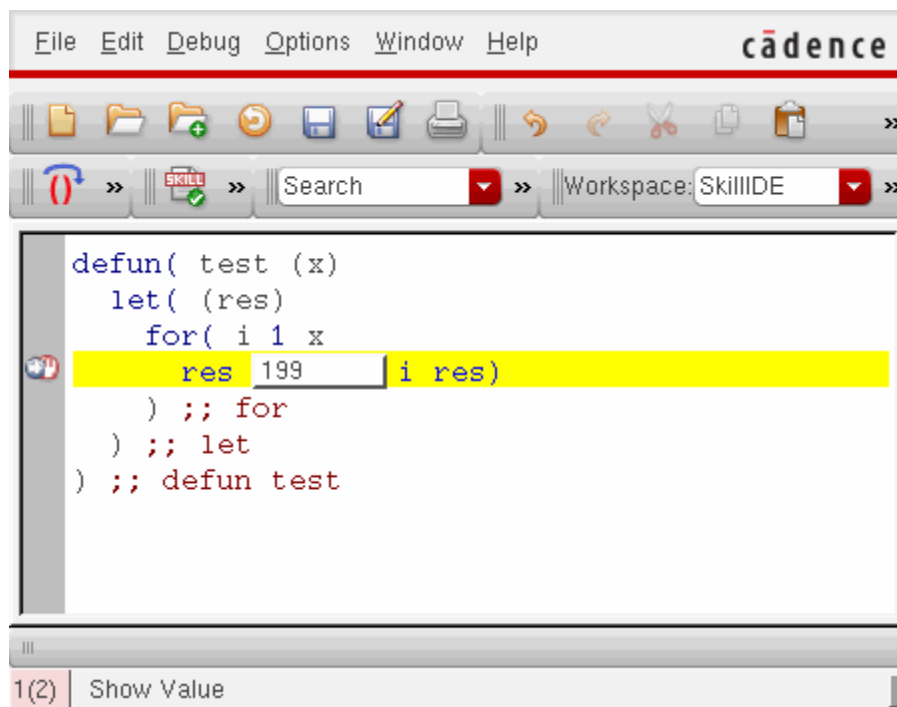 File Edit Debug Options Window Help cādence
»
() » SKILL » Search » Workspace: SkillIDE »
defun( test (x)
let( (res)
for( i 1 x
res 199 i res)
) ;; for
) ;; let
) ;; defun test
1(2) Show Value